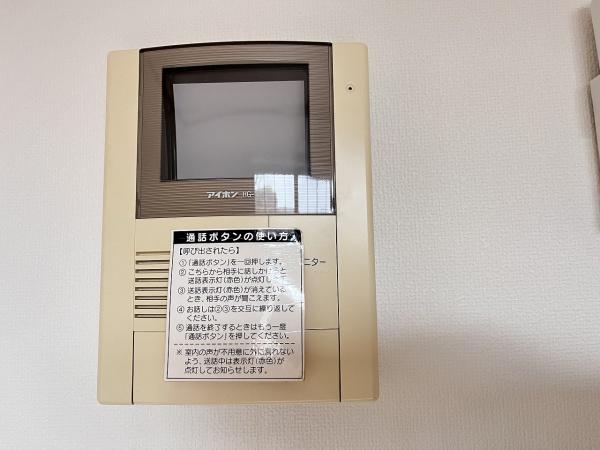 アイホン HG-
通話ボタンの使い方
【呼び出されたら】
①「通話ボタン」を一回押します。
② こちらから相手に話しかけると
送話表示灯(赤色)が点灯し
③ 送話表示灯(赤色)が消えている
とき、相手の声が聞こえます。
④ お話しは②③を交互に繰り返して
ください。
⑤ 通話を終了するときはもう一度
「通話ボタン」を押してください。
※ 室内の声が不用意に外に漏れない
よう、送話中は表示灯(赤色)が
点灯してお知らせします。
ニター